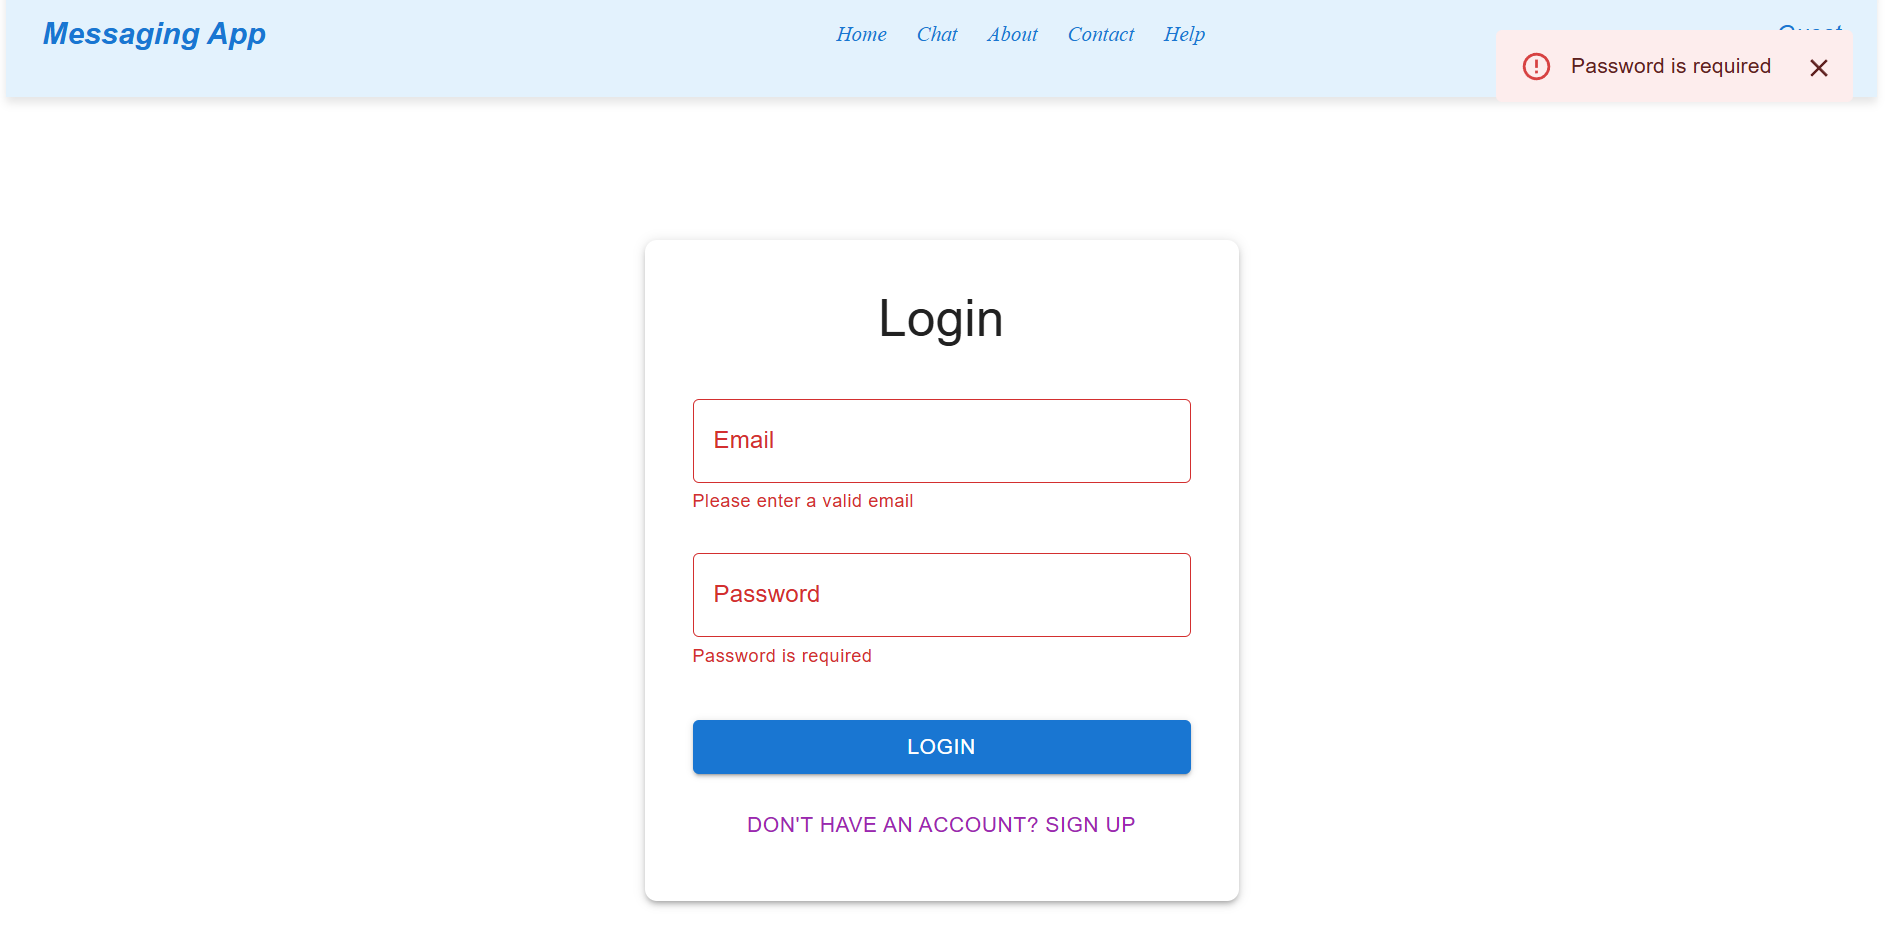 Messaging App
Home Chat About Contact Help
Password is required
Login
Email
Please enter a valid email
Password
Password is required
LOGIN
DON'T HAVE AN ACCOUNT? SIGN UP